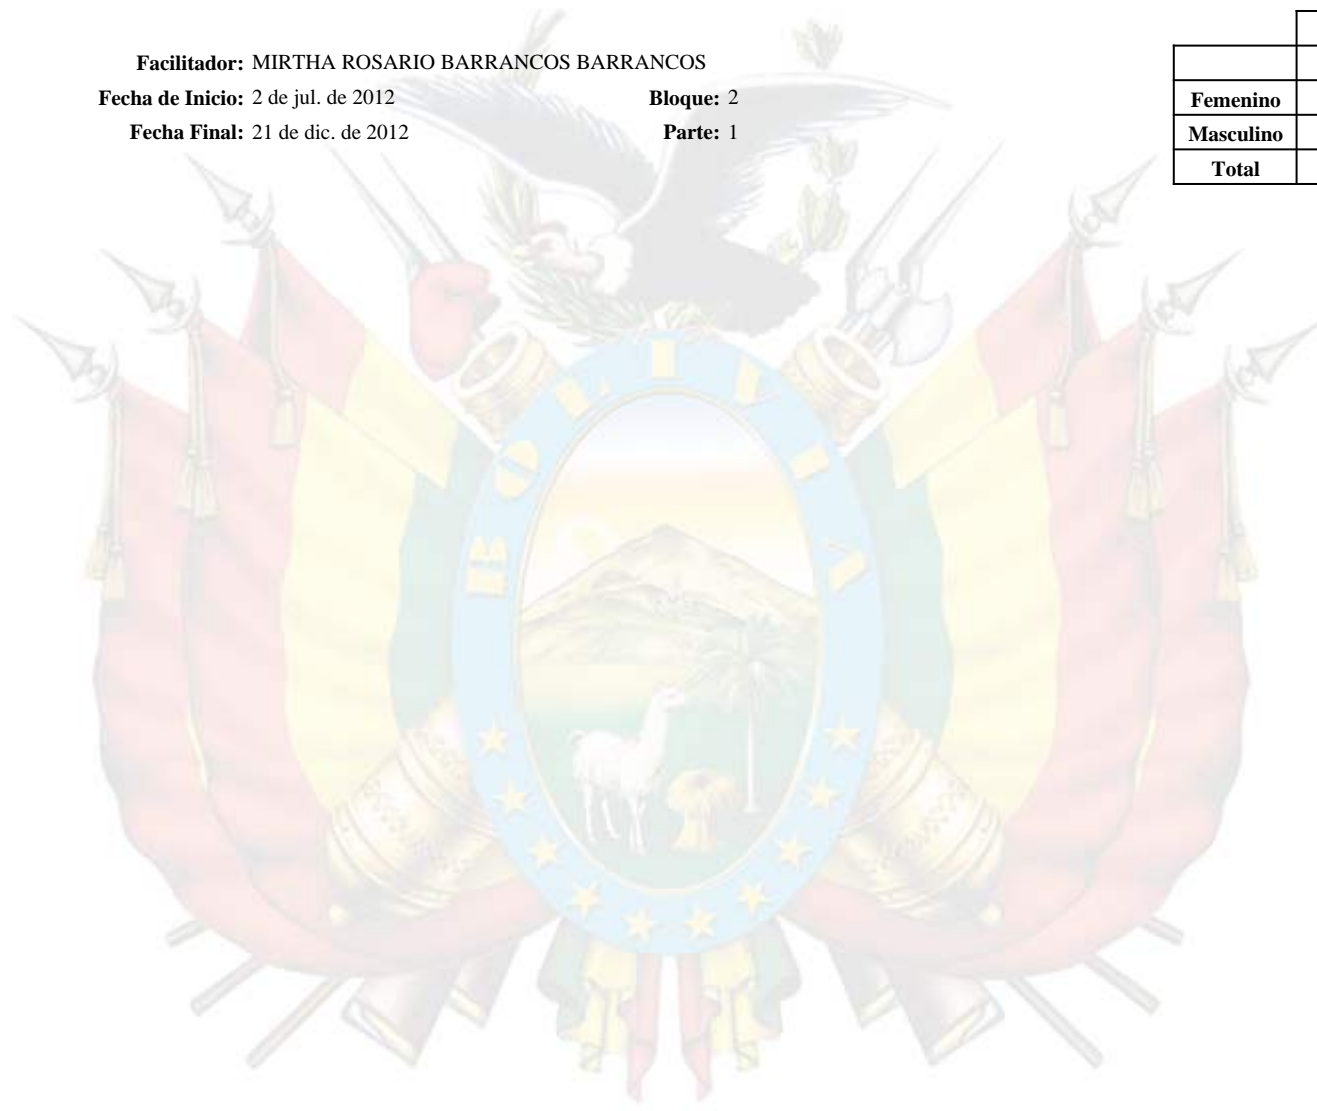 Facilitador: MIRTHA ROSARIO BARRANCOS BARRANCOS
Fecha de Inicio: 2 de jul. de 2012 Bloque: 2
Fecha Final: 21 de dic. de 2012 Parte: 1
Femenino
Masculino
Total
BOLIVIA